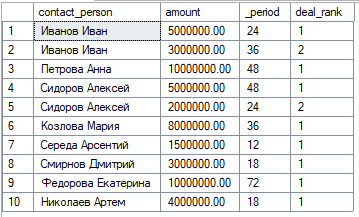 contact_person amount _period deal_rank
1 Иванов Иван 5000000.00 24 1
2 Иванов Иван 3000000.00 36 2
3 Петрова Анна 10000000.00 48 1
4 Сидоров Алексей 5000000.00 48 1
5 Сидоров Алексей 2000000.00 24 2
6 Козлова Мария 8000000.00 36 1
7 Середа Арсентий 1500000.00 12 1
8 Смирнов Дмитрий 3000000.00 18 1
9 Федорова Екатерина 10000000.00 72 1
10 Николаев Артем 4000000.00 18 1